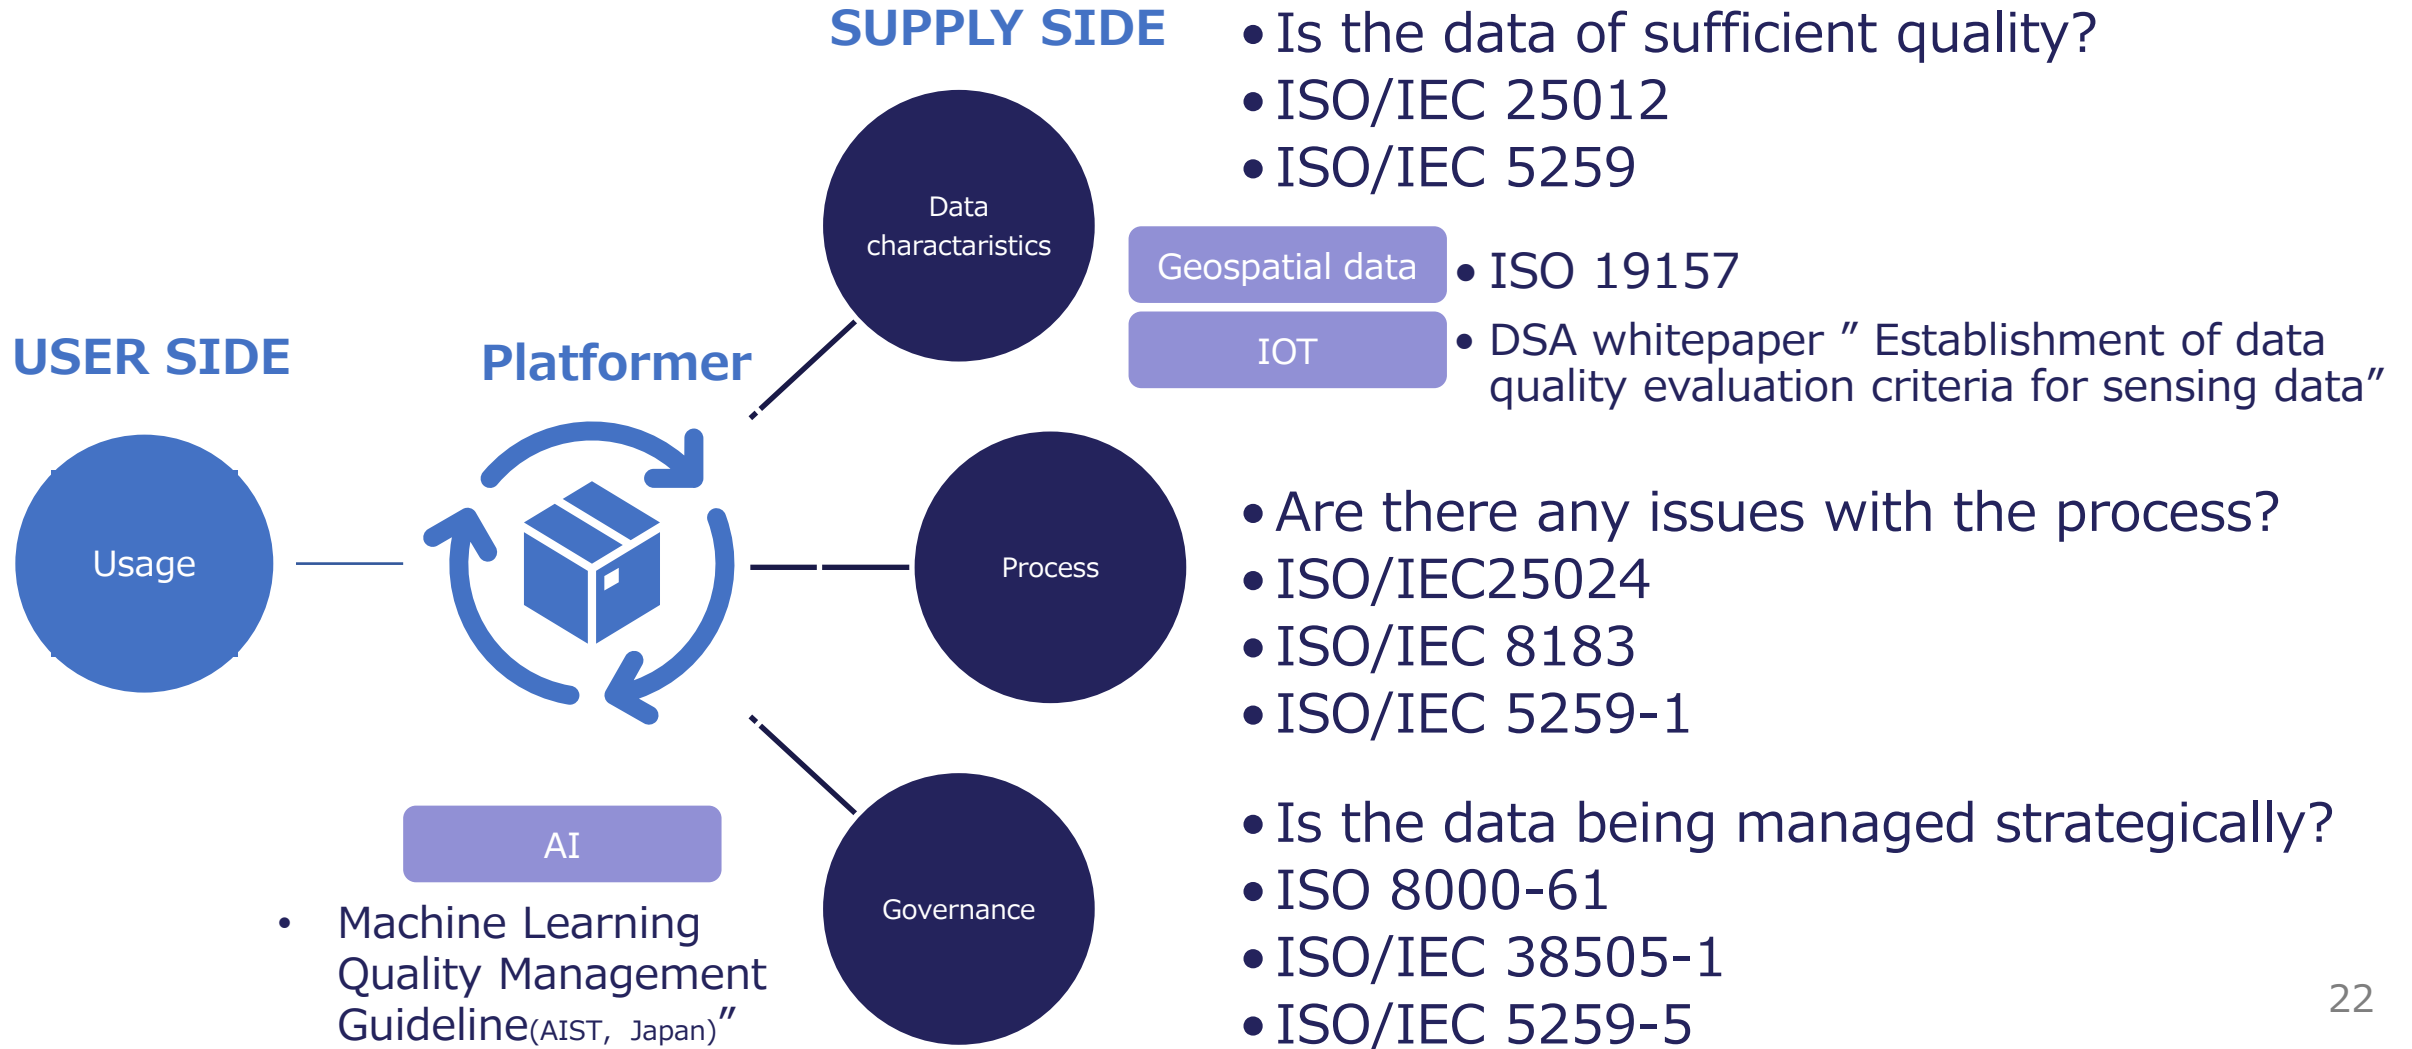 SUPPLY SIDE
• Is the data of sufficient quality?
• ISO/IEC 25012
• ISO/IEC 5259
Data
charactaristics
Geospatial data
• ISO 19157
IOT
• DSA whitepaper ” Establishment of data
quality evaluation criteria for sensing data”
USER SIDE
Platformer
Usage
Process
• Are there any issues with the process?
• ISO/IEC25024
• ISO/IEC 8183
• ISO/IEC 5259-1
AI
• Machine Learning
Quality Management
Guideline(AIST, Japan)”
Governance
• Is the data being managed strategically?
• ISO 8000-61
• ISO/IEC 38505-1
• ISO/IEC 5259-5
22